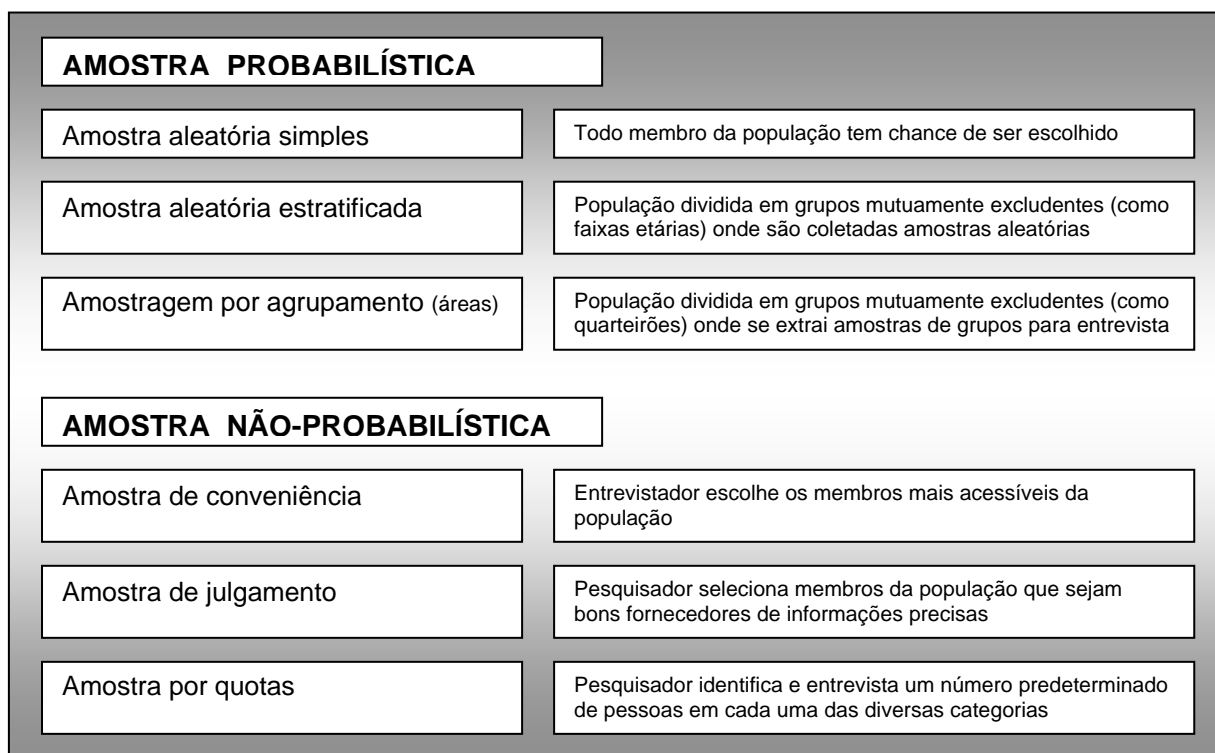 AMOSTRA PROBABILÍSTICA
Amostra aleatória simples
Todo membro da população tem chance de ser escolhido
Amostra aleatória estratificada
População dividida em grupos mutuamente excludentes (como
faixas etárias) onde são coletadas amostras aleatórias
Amostragem por agrupamento (áreas)
População dividida em grupos mutuamente excludentes (como
quarteirões) onde se extrai amostras de grupos para entrevista
AMOSTRA NÃO-PROBABILÍSTICA
Amostra de conveniência
Entrevistador escolhe os membros mais acessíveis da
população
Amostra de julgamento
Pesquisador seleciona membros da população que sejam
bons fornecedores de informações precisas
Amostra por quotas
Pesquisador identifica e entrevista um número predeterminado
de pessoas em cada uma das diversas categorias